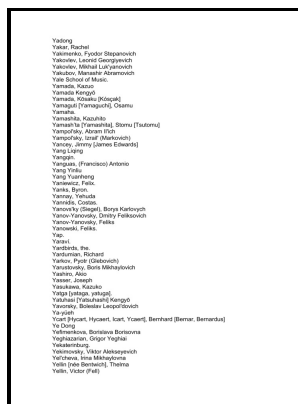 Yadong
Yakar, Rachel
Yakimenko, Fyodor Stepanovich
Yakovlev, Leonid Georgiyevich
Yakovlev, Mikhail Luk'yanovich
Yakubov, Manashir Abramovich
Yale School of Music.
Yamada, Kazuo
Yamada Kengyō
Yamada, Kōsaku [Kósçak]
Yamaguti [Yamaguchi], Osamu
Yamaha.
Yamashita, Kazuhito
Yamash'ta [Yamashita], Stomu [Tsutomu]
Yampol'sky, Abram Il'ich
Yampol'sky, Izrail' (Markovich)
Yancey, Jimmy [James Edwards]
Yang Liqing
Yangqin.
Yanguas, (Francisco) Antonio
Yang Yinliu
Yang Yuanheng
Yaniewicz, Felix.
Yanks, Byron.
Yannay, Yehuda
Yannidis, Costas.
Yanovs'ky (Siegel), Borys Karlovych
Yanov-Yanovsky, Dmitry Feliksovich
Yanov-Yanovsky, Feliks
Yanowski, Feliks.
Yap.
Yaraví.
Yardbirds, the.
Yardumian, Richard
Yarkov, Pyotr (Glebovich)
Yarustovsky, Boris Mikhaylovich
Yashiro, Akio
Yasser, Joseph
Yasukawa, Kazuko
Yatga [yataga, yatuga].
Yatuhasi [Yatsuhashi] Kengyō
Yavorsky, Boleslav Leopol'dovich
Ya-yüeh
Ycart [Hycart, Hycaert, Icart, Ycaert], Bernhard [Bernar, Bernardus]
Ye Dong
Yefimenkova, Borislava Borisovna
Yeghiazarian, Grigor Yeghiai
Yekaterinburg.
Yekimovsky, Viktor Alekseyevich
Yel'cheva, Irina Mikhaylovna
Yellin [née Bentwich], Thelma
Yellin, Victor (Fell)